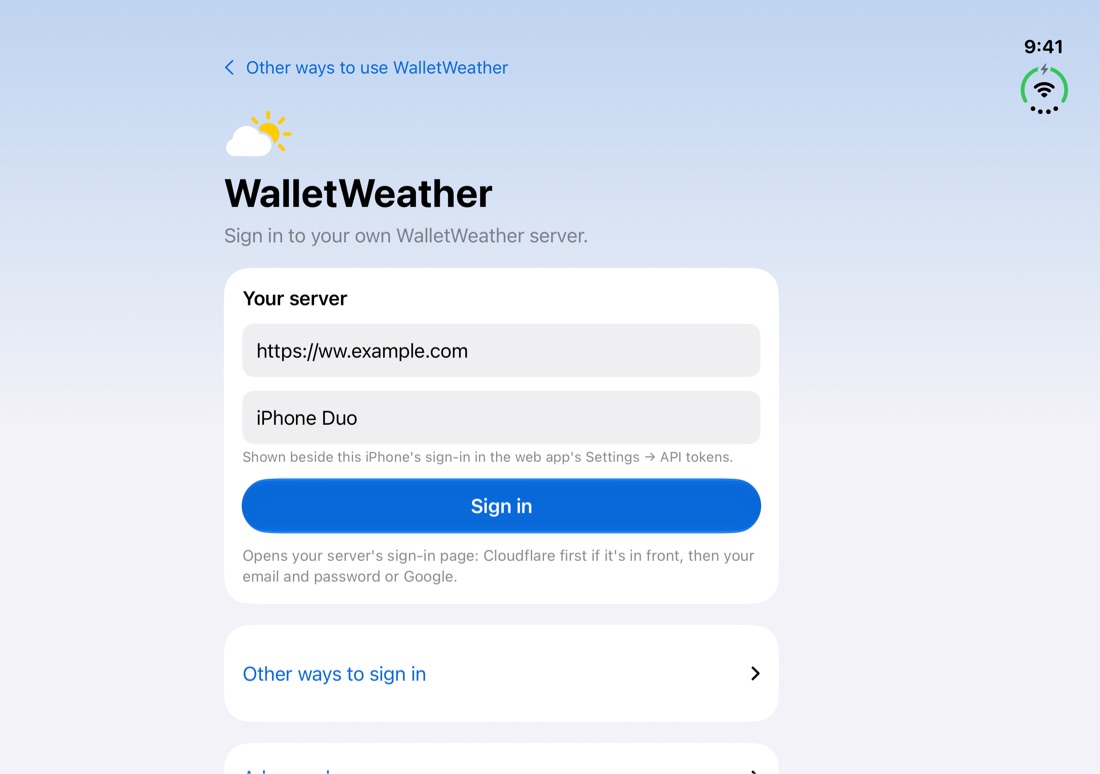 9:41
Other ways to use WalletWeather
WalletWeather
Sign in to your own WalletWeather server.
Your server
https://ww.example.com
iPhone Duo
Shown beside this iPhone's sign-in in the web app's Settings → API tokens.
Sign in
Opens your server's sign-in page: Cloudflare first if it's in front, then your
email and password or Google.
Other ways to sign in